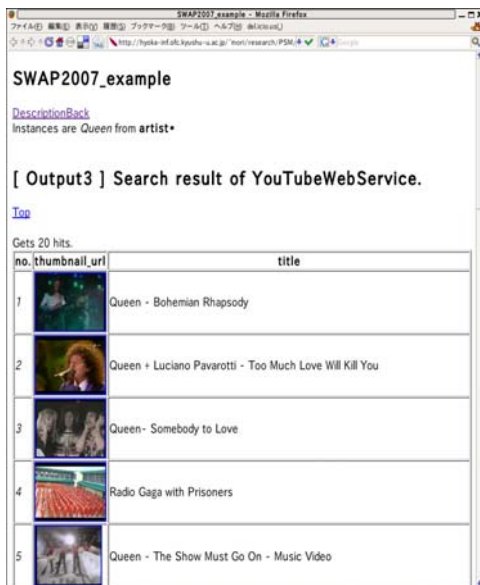 SWAP2007_example - Mozilla Firefox
ファイル(F) 編集(E) 表示(V) 履歴(S) ブックマーク(B) ツール(T) ヘルプ(H) del.icio.us()
SWAP2007_example
DescriptionBack
Instances are Queen from artist*
[ Output3 ] Search result of YouTubeWebService.
Top
Gets 20 hits.
no. thumbnail_url title
1 Queen - Bohemian Rhapsody
2 Queen + Luciano Pavarotti - Too Much Love Will Kill You
3 Queen- Somebody to Love
4 Radio Gaga with Prisoners
5 Queen - The Show Must Go On - Music Video